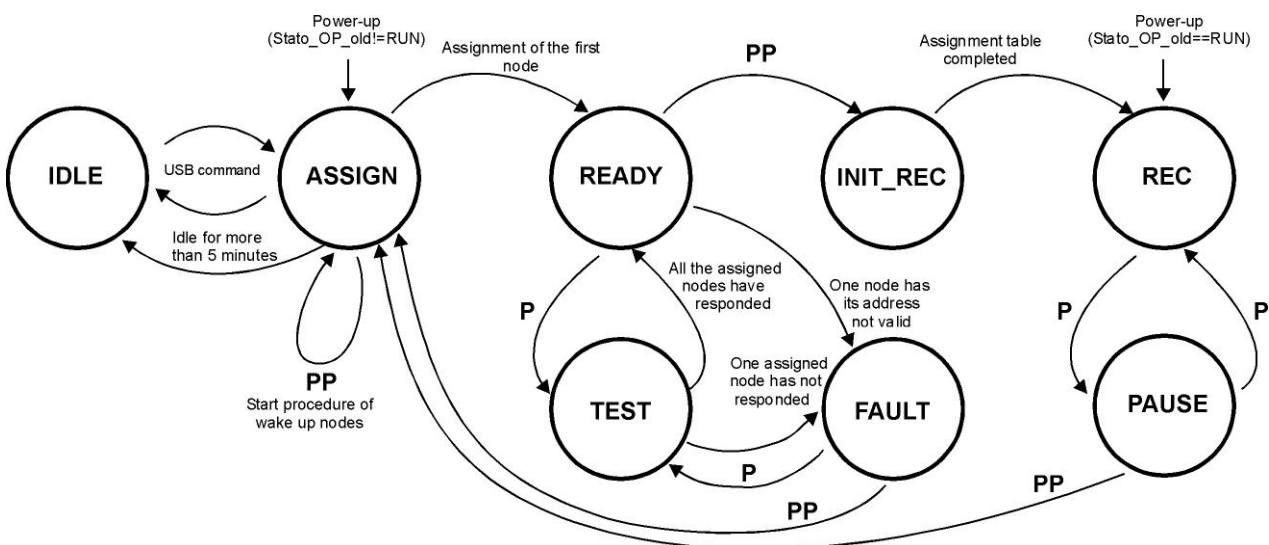 Power-up
(Stato_OP_old!=RUN)
Assignment of the first
node
PP
Assignment table
completed
Power-up
(Stato_OP_old==RUN)
IDLE
USB command
ASSIGN
READY
INIT_REC
REC
Idle for more
than 5 minutes
All the assigned
nodes have
responded
One node has
its address
not valid
P
P
P
PP
Start procedure of
wake up nodes
TEST
One assigned
node has not
responded
FAULT
PAUSE
P
PP
PP